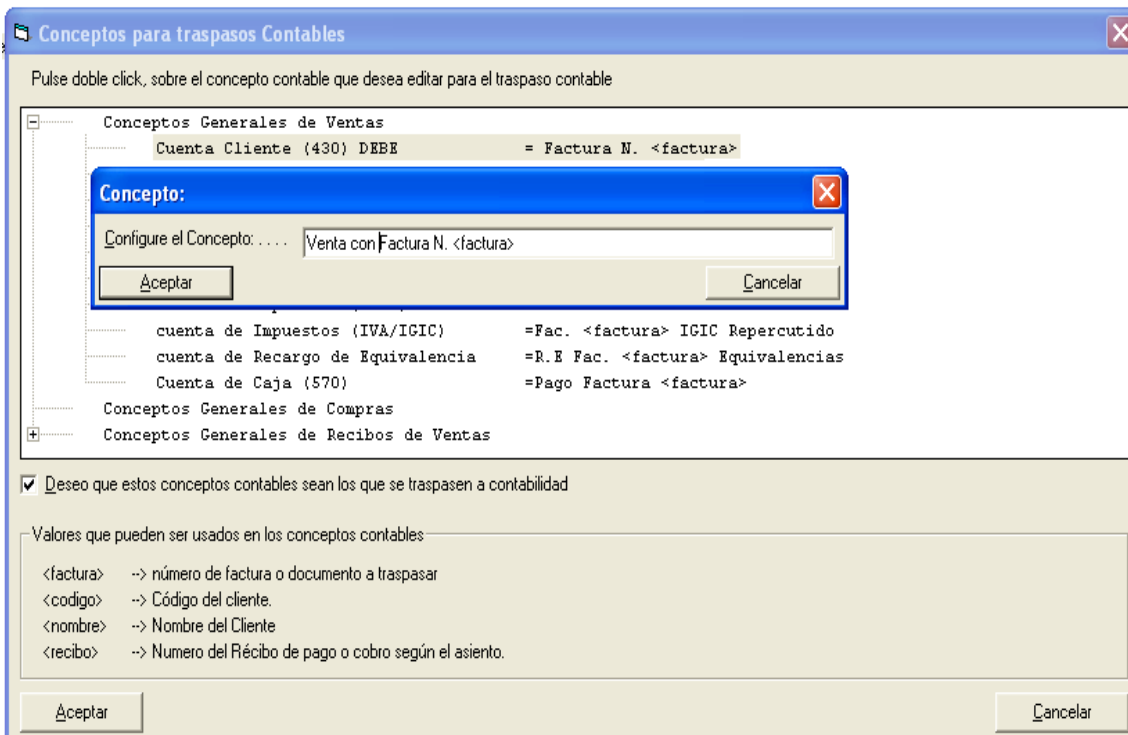 Conceptos para traspasos Contables
Pulse doble click, sobre el concepto contable que desea editar para el traspaso contable
Conceptos Generales de Ventas
Cuenta Cliente (430) DEBE = Factura N. <factura>
Concepto:
Configure el Concepto: . . . . Venta con Factura N. <factura>
Aceptar Cancelar
cuenta de Impuestos (IVA/IGIC) =Fac. <factura> IGIC Repercutido
cuenta de Recargo de Equivalencia =R.E Fac. <factura> Equivalencias
Cuenta de Caja (570) =Pago Factura <factura>
Conceptos Generales de Compras
Conceptos Generales de Recibos de Ventas
Deseo que estos conceptos contables sean los que se traspasen a contabilidad
Valores que pueden ser usados en los conceptos contables
<factura> --> número de factura o documento a traspasar
<codigo> --> Código del cliente.
<nombre> --> Nombre del Cliente
<recibo> --> Numero del Récibo de pago o cobro según el asiento.
Aceptar Cancelar